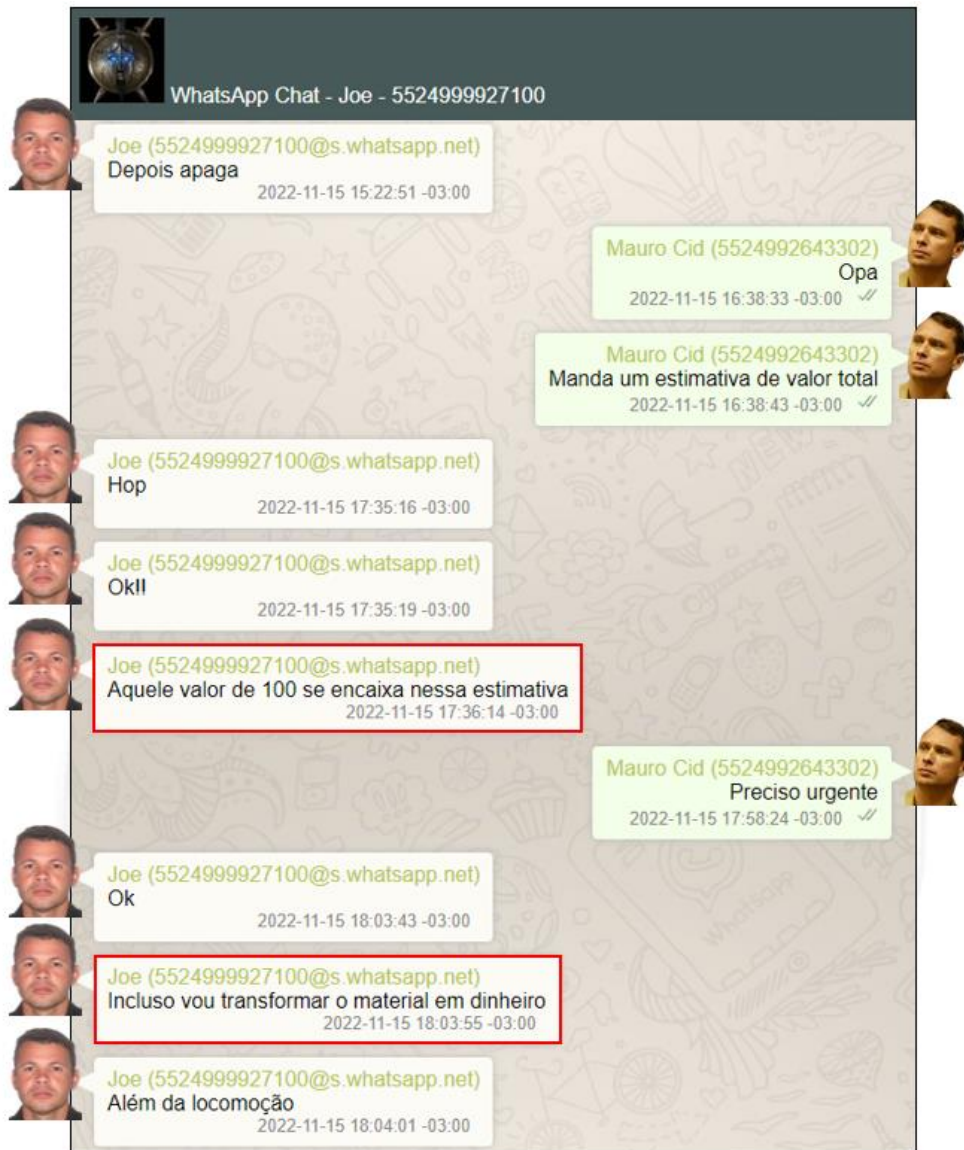 WhatsApp Chat - Joe - 5524999927100
Joe (5524999927100@s.whatsapp.net)
Depois apaga
2022-11-15 15:22:51 -03:00
Mauro Cid (5524992643302)
Opa
2022-11-15 16:38:33 -03:00
Mauro Cid (5524992643302)
Manda um estimativa de valor total
2022-11-15 16:38:43 -03:00
Joe (5524999927100@s.whatsapp.net)
Hop
2022-11-15 17:35:16 -03:00
Joe (5524999927100@s.whatsapp.net)
Ok!!
2022-11-15 17:35:19 -03:00
Joe (5524999927100@s.whatsapp.net)
Aquele valor de 100 se encaixa nessa estimativa
2022-11-15 17:36:14 -03:00
Mauro Cid (5524992643302)
Preciso urgente
2022-11-15 17:58:24 -03:00
Joe (5524999927100@s.whatsapp.net)
Ok
2022-11-15 18:03:43 -03:00
Joe (5524999927100@s.whatsapp.net)
Incluso vou transformar o material em dinheiro
2022-11-15 18:03:55 -03:00
Joe (5524999927100@s.whatsapp.net)
Além da locomoção
2022-11-15 18:04:01 -03:00